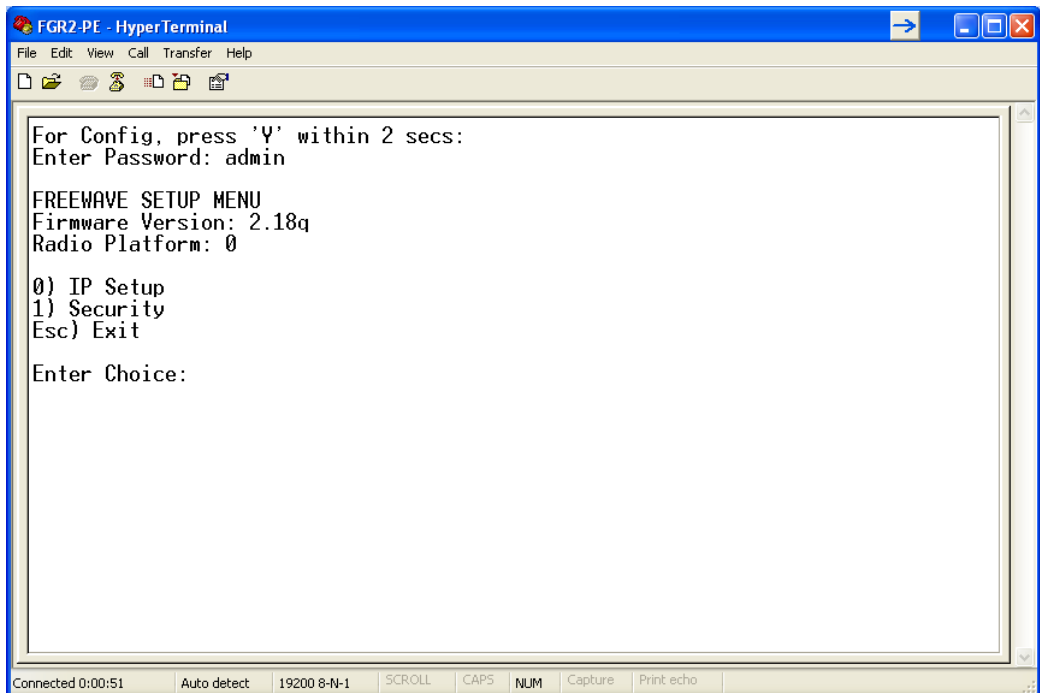 FGR2-PE - HyperTerminal
File Edit View Call Transfer Help
For Config, press 'Y' within 2 secs:
Enter Password: admin
FREEWAVE SETUP MENU
Firmware Version: 2.18q
Radio Platform: 0
0) IP Setup
1) Security
Esc) Exit
Enter Choice:
Connected 0:00:51 Auto detect 19200 8-N-1 SCROLL CAPS NUM Capture Print echo